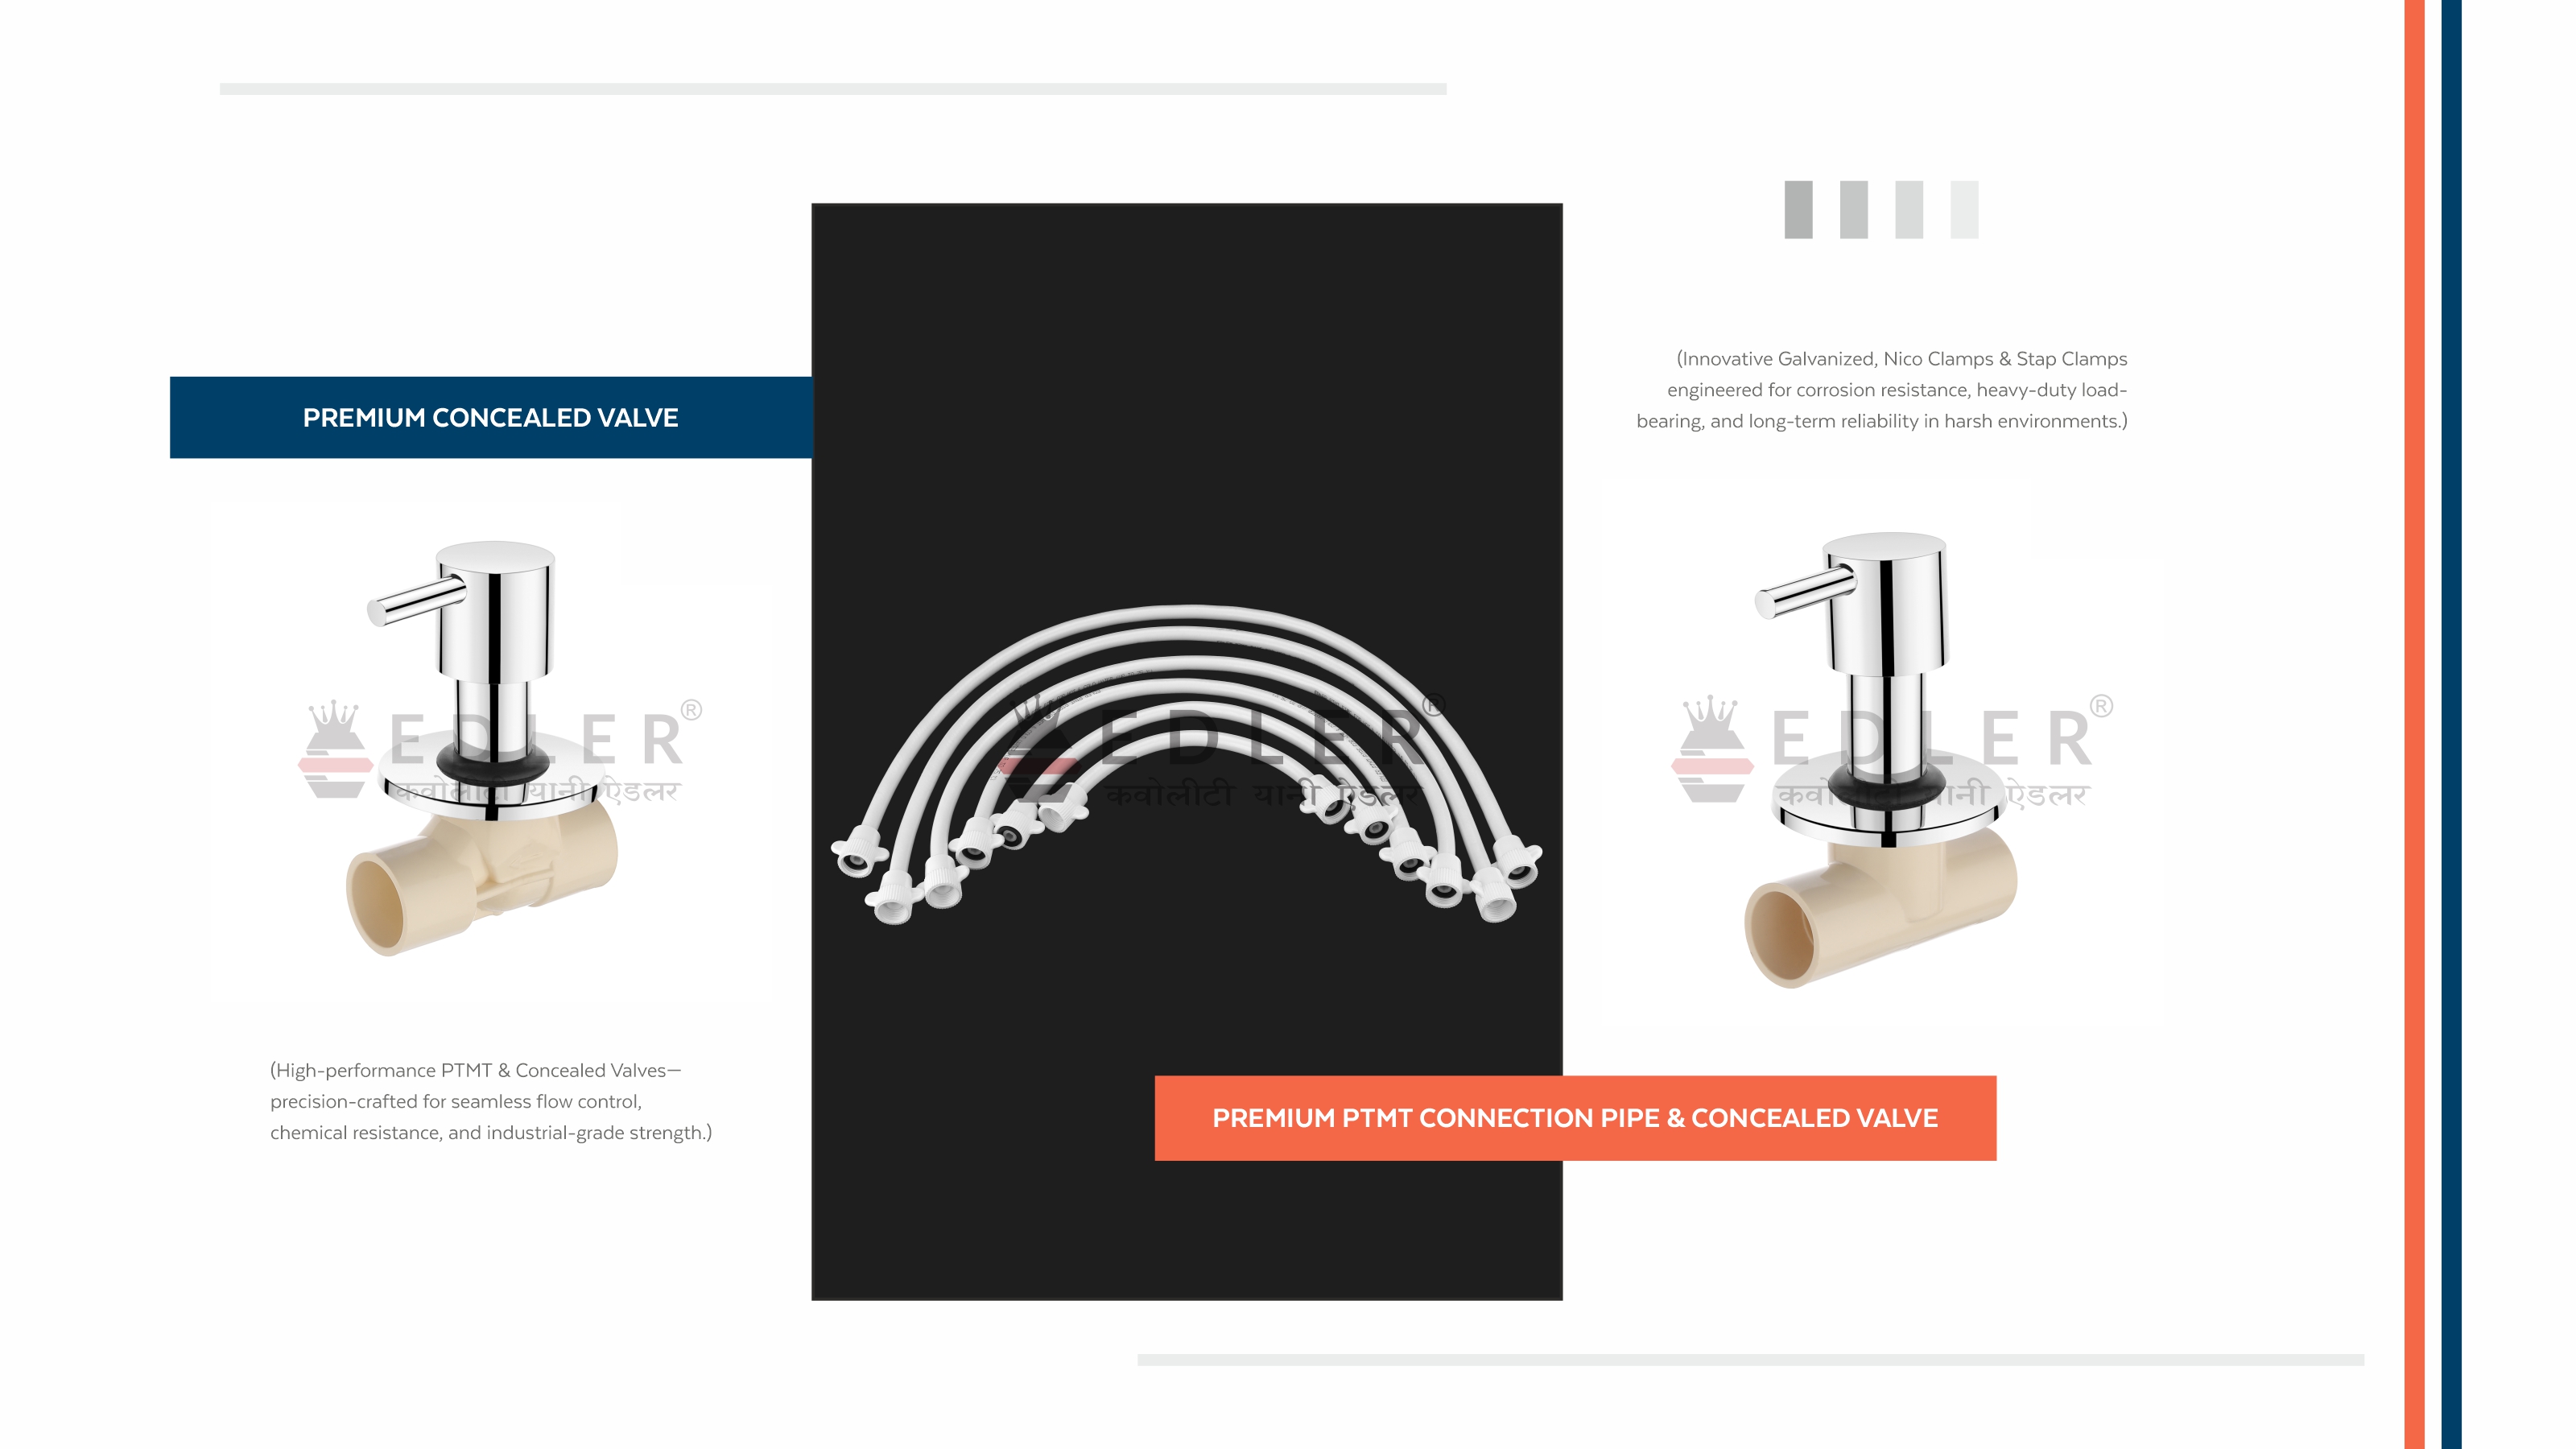 (Innovative Galvanized, Nico Clamps & Stap Clamps
engineered for corrosion resistance, heavy-duty load-
bearing, and long-term reliability in harsh environments.)
PREMIUM CONCEALED VALVE
EDLER®
क्वोलीटी यानी ऐडलर
EDLER®
कवोलीटी यानी ऐडलर
EDLER®
कवोलीटी यानी ऐडलर
(High-performance PTMT & Concealed Valves—
precision-crafted for seamless flow control,
chemical resistance, and industrial-grade strength.)
PREMIUM PTMT CONNECTION PIPE & CONCEALED VALVE